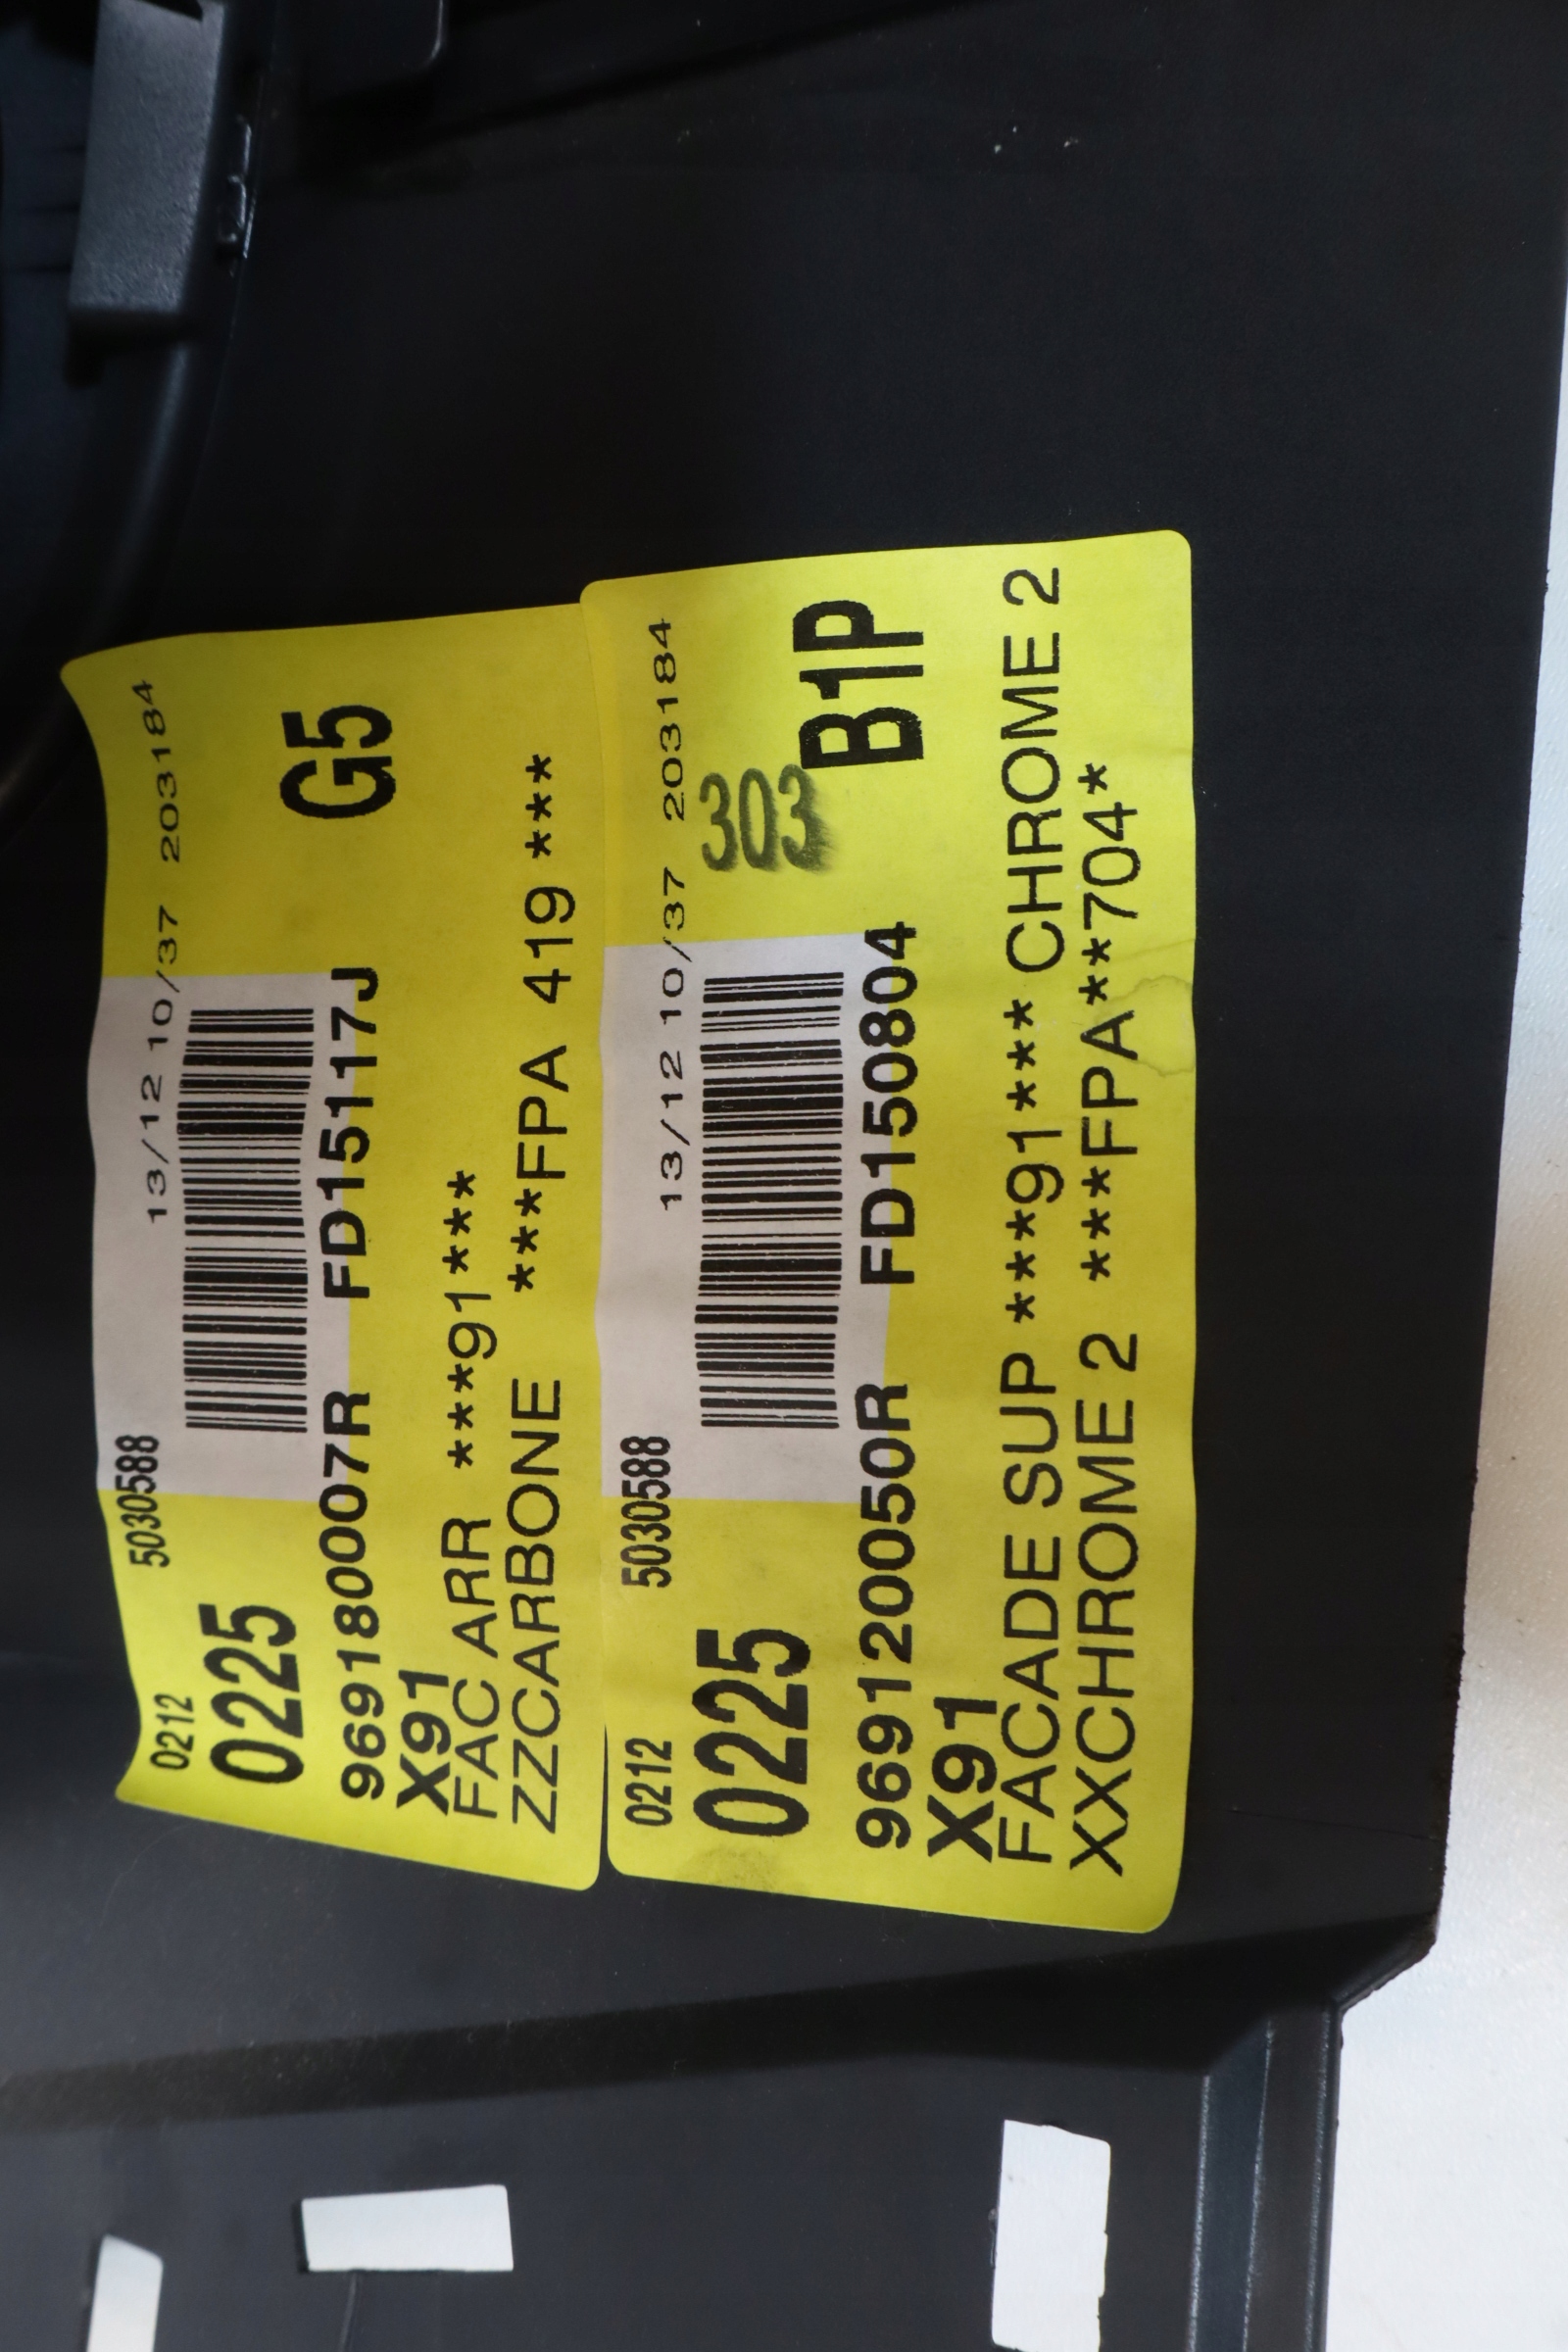 13/12 10/37 203184
0212 5030588
0225 G5
969180007R FD15117J
X91
FAC ARR ***91***
ZZCARBONE ***FPA 419 ***
13/12 10/37 203184
0212 5030588
303
0225 B1P
969120050R FD150804
X91
FACADE SUP ***91*** CHROME 2
XXCHROME 2 ***FPA**704*